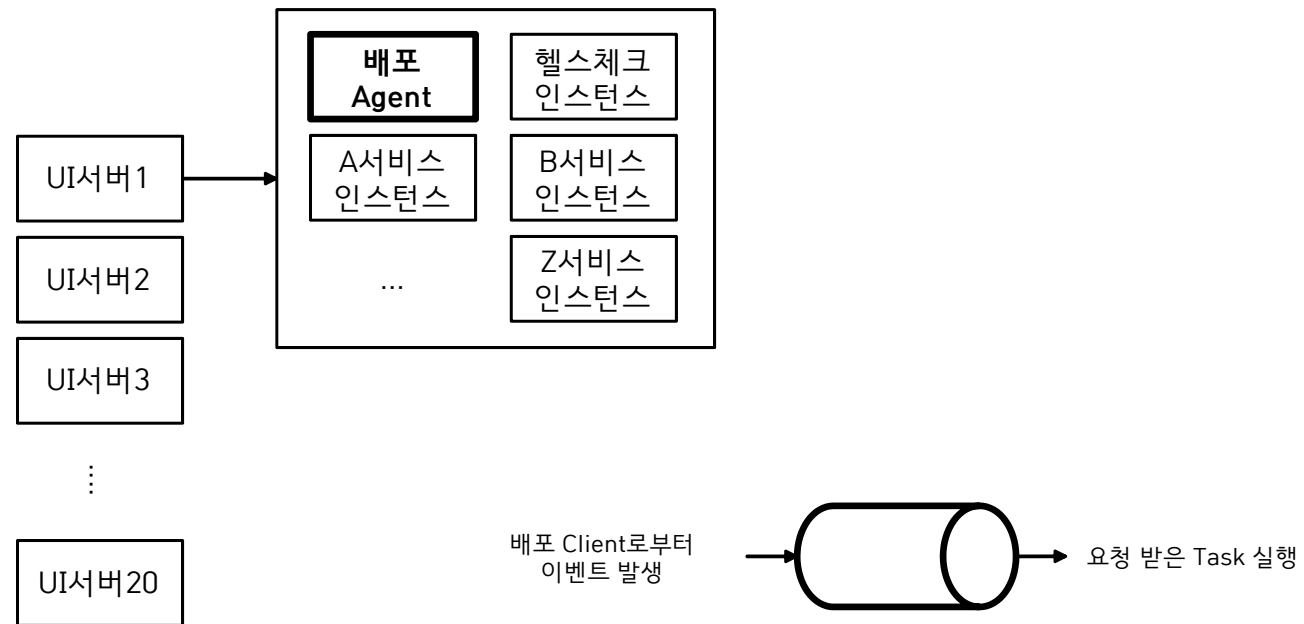 배포
Agent
헬스체크
인스턴스
A서비스
인스턴스
B서비스
인스턴스
...
Z서비스
인스턴스
UI서버1
UI서버2
UI서버3
...
UI서버20
배포 Client로부터
이벤트 발생
요청 받은 Task 실행